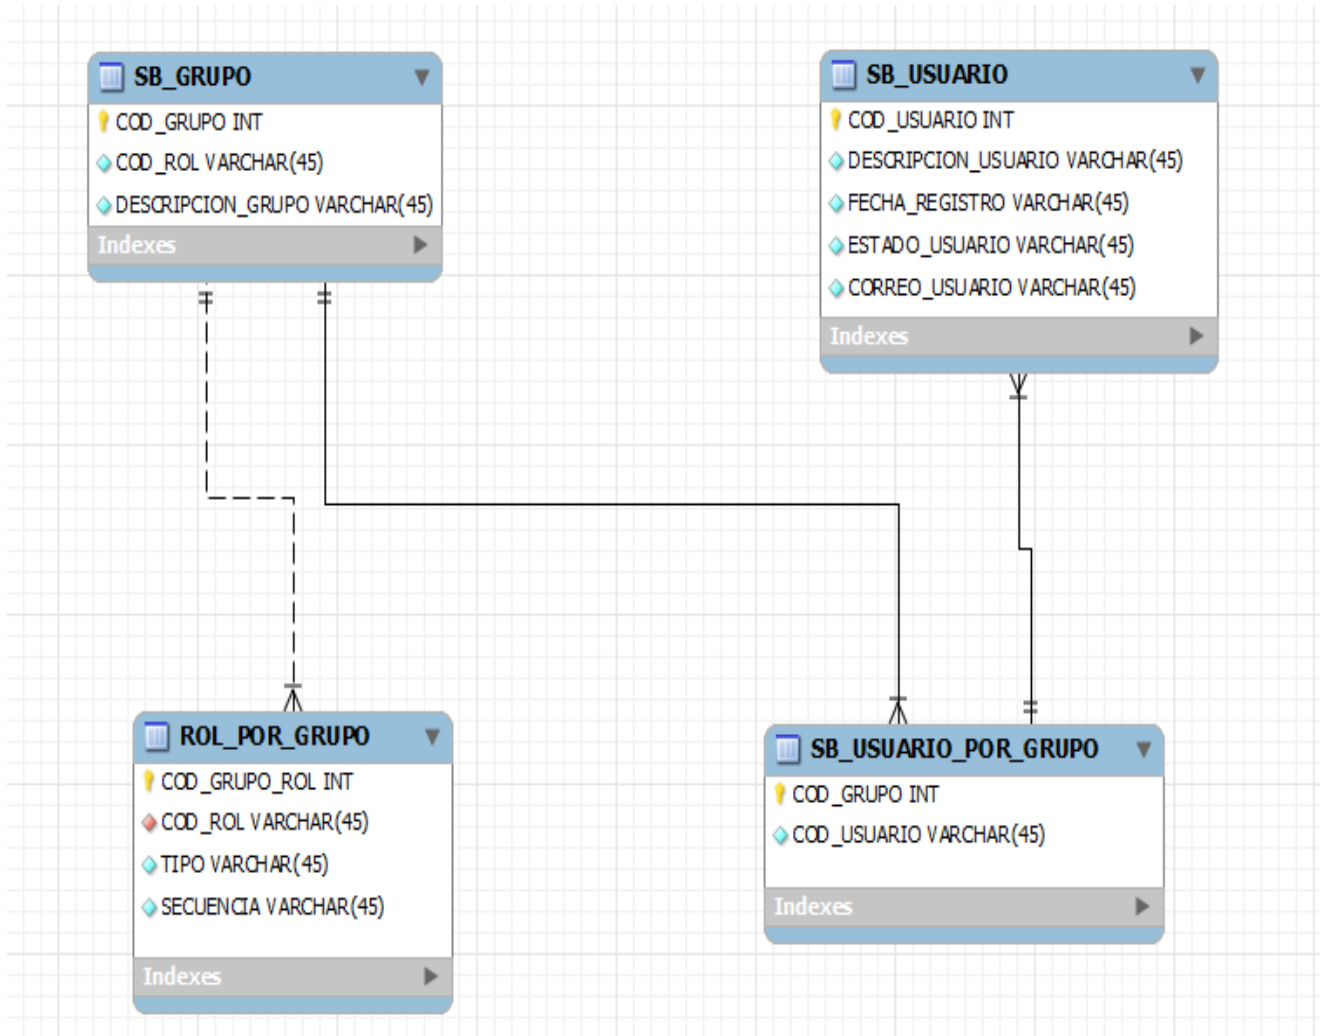 SB_GRUPO
COD_GRUPO INT
COD_ROL VARCHAR(45)
DESCRIPCION_GRUPO VARCHAR(45)
Indexes
SB_USUARIO
COD_USUARIO INT
DESCRIPCION_USUARIO VARCHAR(45)
FECHA_REGISTRO VARCHAR(45)
ESTADO_USUARIO VARCHAR(45)
CORREO_USUARIO VARCHAR(45)
Indexes
ROL_POR_GRUPO
COD_GRUPO_ROL INT
COD_ROL VARCHAR(45)
TIPO VARCHAR(45)
SECUENCIA VARCHAR(45)
Indexes
SB_USUARIO_POR_GRUPO
COD_GRUPO INT
COD_USUARIO VARCHAR(45)
Indexes